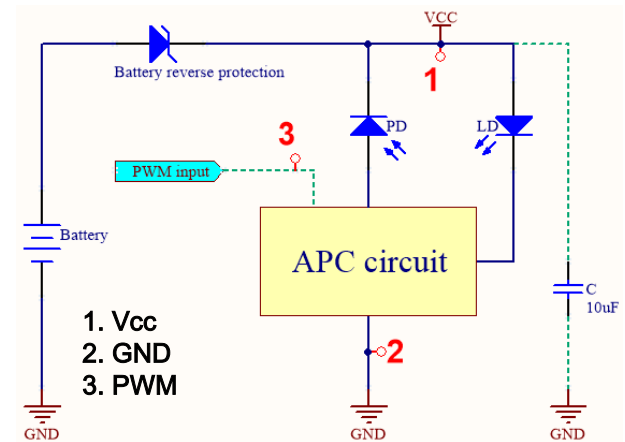 VCC
Battery reverse protection
1
3
PD
LD
PWM input
Battery
APC circuit
C
10uF
1. Vcc
2. GND
3. PWM
2
GND
GND
GND